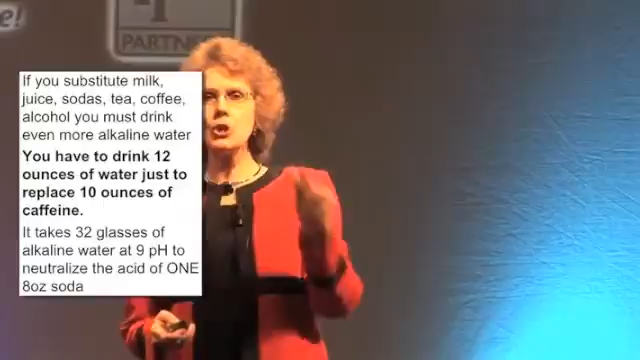 e!
PARTNE
If you substitute milk,
juice, sodas, tea, coffee,
alcohol you must drink
even more alkaline water
You have to drink 12
ounces of water just to
replace 10 ounces of
caffeine.
It takes 32 glasses of
alkaline water at 9 pH to
neutralize the acid of ONE
8oz soda